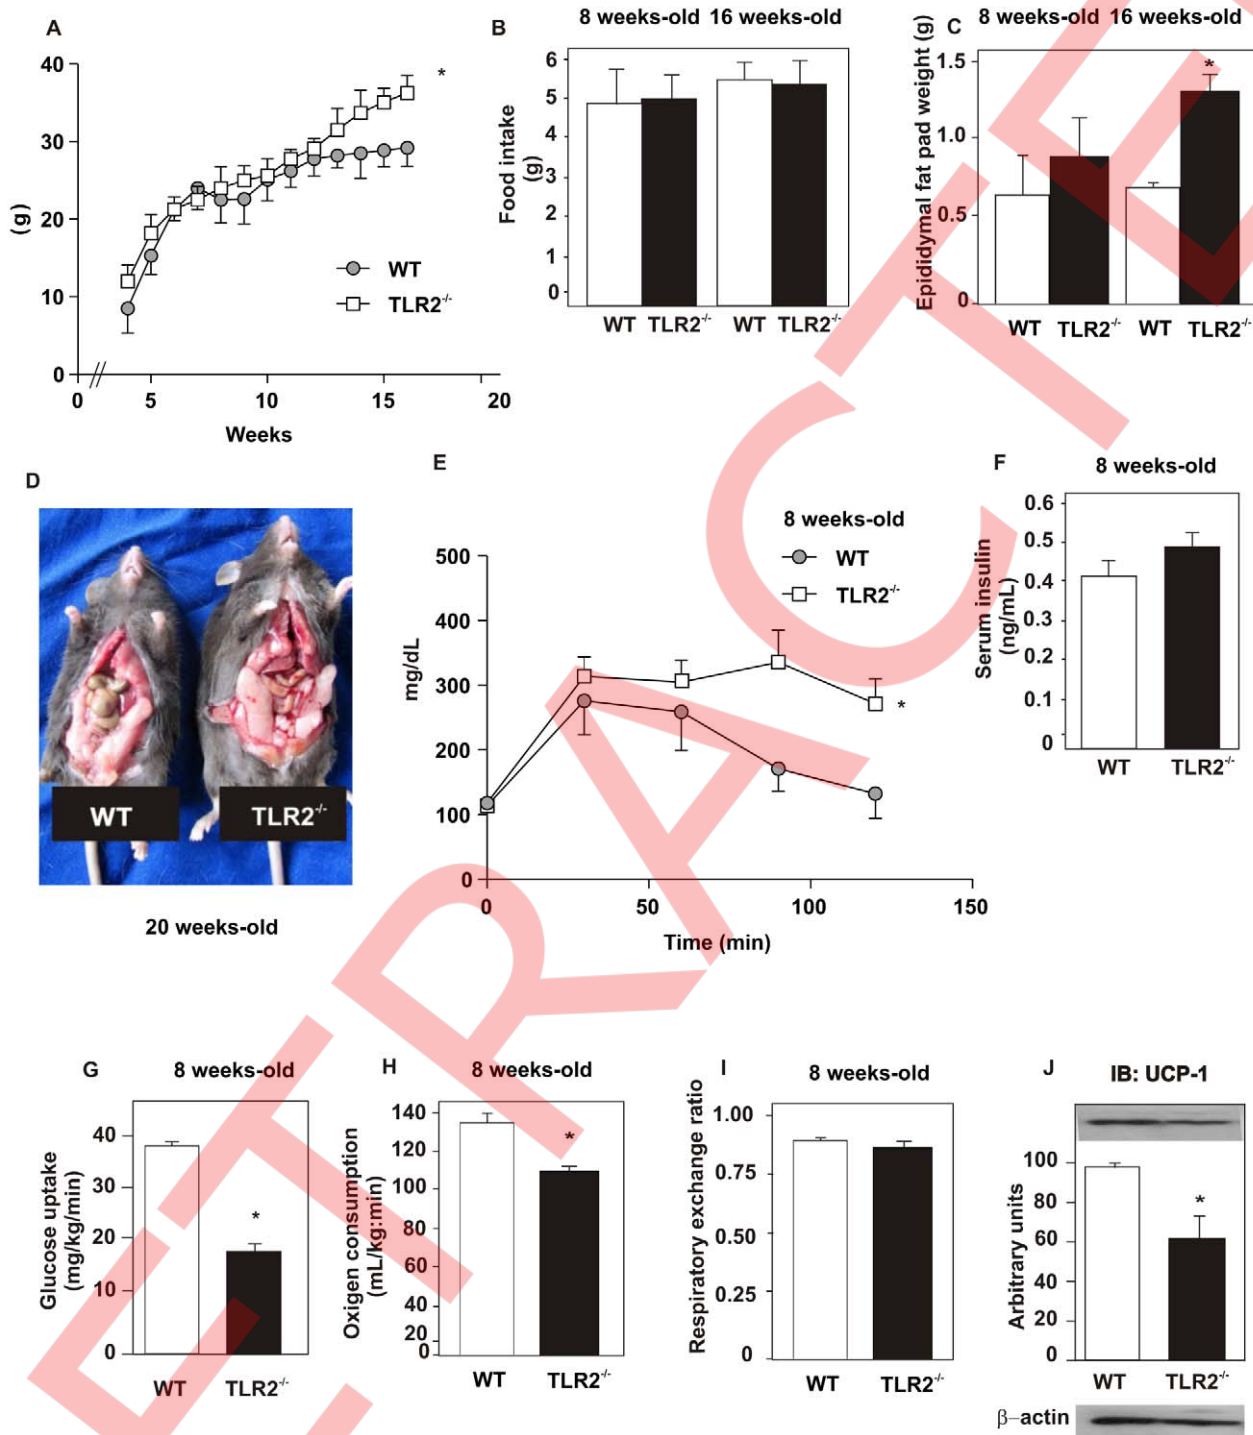 A
40
30
20
10
0
(g)
0
5
10
15
20
Weeks
WT
TLR2-/-
*
B
8 weeks-old 16 weeks-old
Food intake
(g)
6
5
4
3
2
1
0
WT TLR2-/- WT TLR2-/-
C
8 weeks-old 16 weeks-old
Epididymal fat pad weight (g)
1.5
1.0
0.5
0
*
WT TLR2-/- WT TLR2-/-
D
WT
TLR2-/-
20 weeks-old
E
8 weeks-old
WT
TLR2-/-
mg/dL
500
400
300
200
100
0
*
0
50
100
150
Time (min)
F
8 weeks-old
Serum insulin
(ng/mL)
0.6
0.5
0.4
0.3
0.2
0.1
0
WT TLR2-/-
G
8 weeks-old
Glucose uptake
(mg/kg/min)
40
30
20
10
0
*
WT TLR2-/-
H
8 weeks-old
Oxigen consumption
(mL/kg:min)
140
120
100
80
60
40
20
0
*
WT TLR2-/-
I
8 weeks-old
Respiratory exchange ratio
1.00
0.75
0.50
0.25
0
WT TLR2-/-
J
IB: UCP-1
Arbitrary units
100
80
60
40
20
0
*
WT TLR2-/-
β–actin
ETRACTE